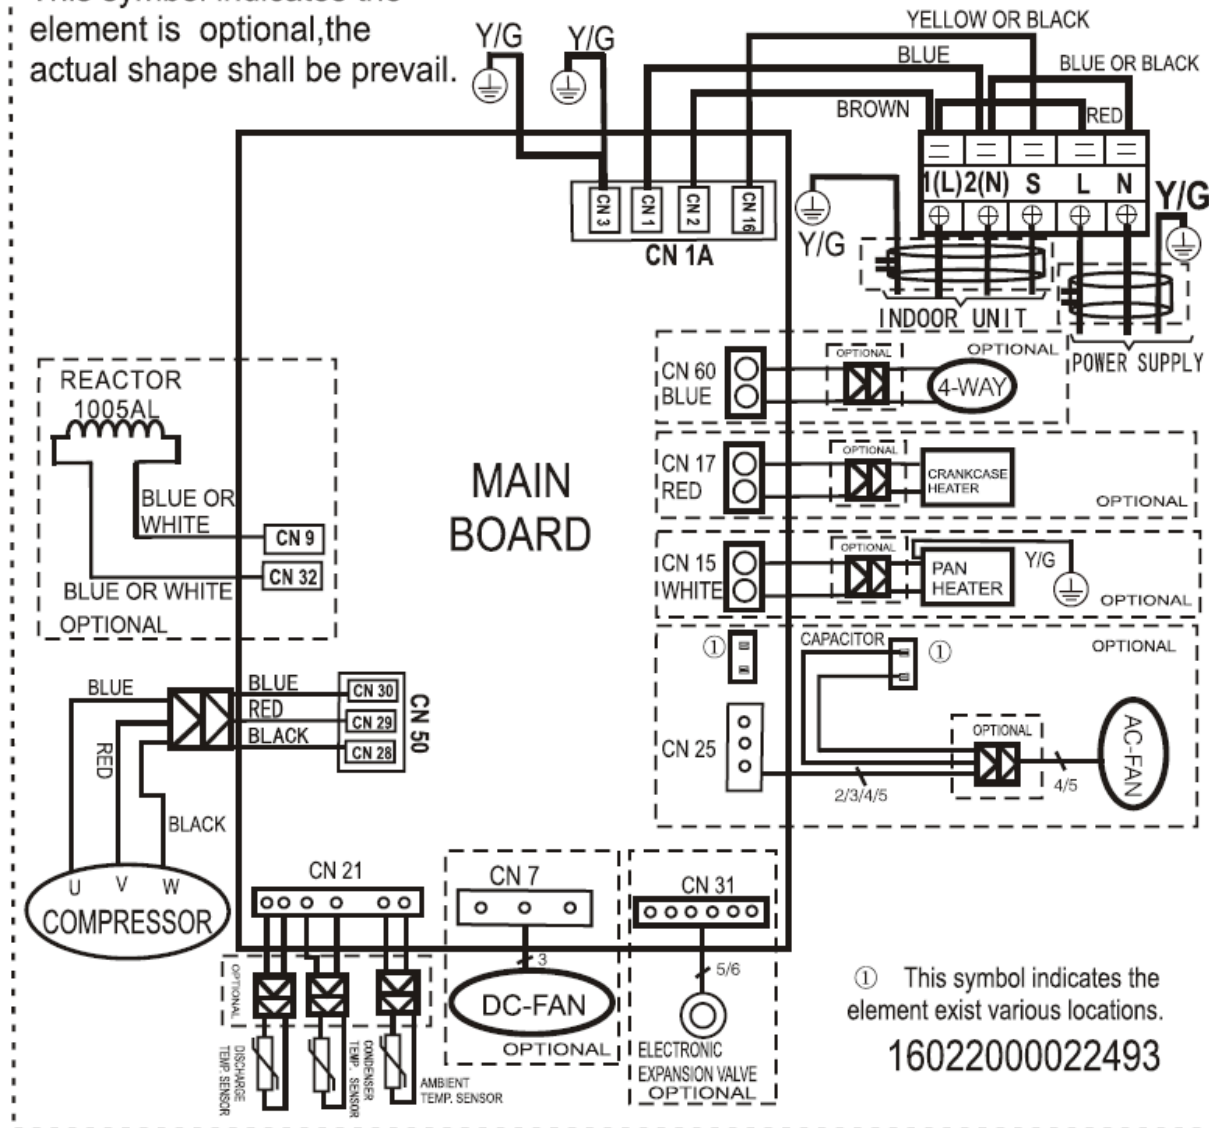 element is optional,the
actual shape shall be prevail.
Y/G
Y/G
YELLOW OR BLACK
BLUE
BLUE OR BLACK
BROWN
RED
1(L) 2(N) S L N
Y/G
Y/G
CN 3
CN 1
CN 2
CN 16
CN 1A
INDOOR UNIT
POWER SUPPLY
REACTOR
1005AL
BLUE OR
WHITE
CN 9
CN 32
BLUE OR WHITE
OPTIONAL
MAIN
BOARD
CN 60
BLUE
OPTIONAL
OPTIONAL
4-WAY
CN 17
RED
OPTIONAL
CRANKCASE
HEATER
OPTIONAL
CN 15
WHITE
OPTIONAL
PAN
HEATER
Y/G
OPTIONAL
①
CAPACITOR
①
OPTIONAL
CN 25
2/3/4/5
OPTIONAL
4/5
AC-FAN
BLUE
RED
BLACK
BLUE
RED
BLACK
CN 30
CN 29
CN 28
CN 50
U V W
COMPRESSOR
CN 21
OPTIONAL
DISCHARGE
TEMP. SENSOR
CONDENSER
TEMP. SENSOR
AMBIENT
TEMP. SENSOR
CN 7
3
DC-FAN
OPTIONAL
CN 31
5/6
ELECTRONIC
EXPANSION VALVE
OPTIONAL
① This symbol indicates the
element exist various locations.
16022000022493